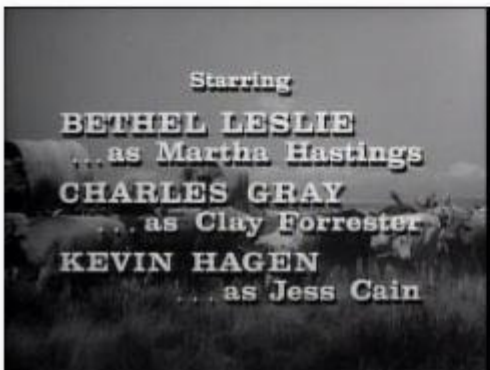 Starring
BETHEL LESLIE
...as Martha Hastings
CHARLES GRAY
...as Clay Forrester
KEVIN HAGEN
...as Jess Cain